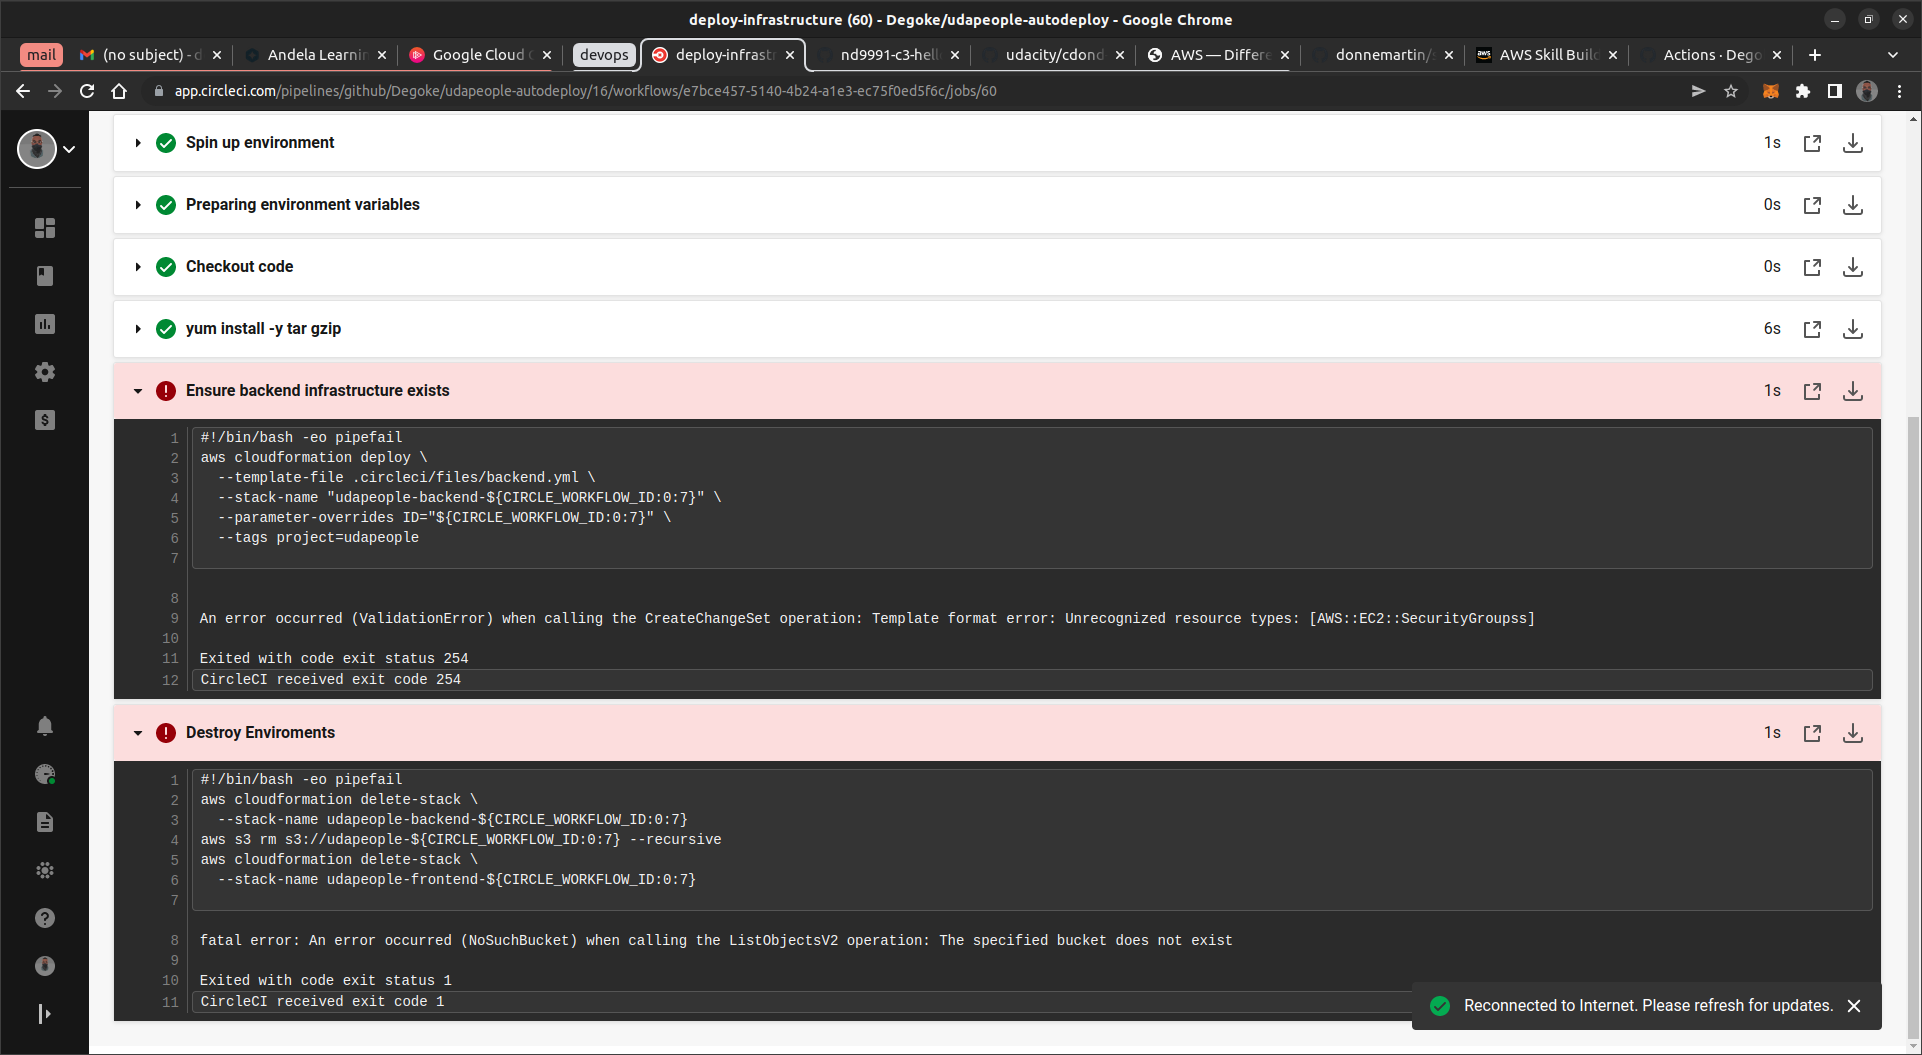 deploy-infrastructure (60) - Degoke/udapeople-autodeploy - Google Chrome
mail
(no subject) - d
Andela Learnin
Google Cloud
devops
deploy-infrast
nd9991-c3-hell
udacity/cdond
AWS — Differe
donnemartin/
aws
AWS Skill Build
Actions · Dego
app.circleci.com/pipelines/github/Degoke/udapeople-autodeploy/16/workflows/e7bce457-5140-4b24-a1e3-ec75f0ed5f6c/jobs/60
Spin up environment
1s
Preparing environment variables
0s
Checkout code
0s
yum install -y tar gzip
6s
Ensure backend infrastructure exists
1s
1 #!/bin/bash -eo pipefail
2 aws cloudformation deploy \
3 --template-file .circleci/files/backend.yml \
4 --stack-name "udapeople-backend-${CIRCLE_WORKFLOW_ID:0:7}" \
5 --parameter-overrides ID="${CIRCLE_WORKFLOW_ID:0:7}" \
6 --tags project=udapeople
7
8
9 An error occurred (ValidationError) when calling the CreateChangeSet operation: Template format error: Unrecognized resource types: [AWS::EC2::SecurityGroupss]
10
11 Exited with code exit status 254
12 CircleCI received exit code 254
Destroy Enviroments
1s
1 #!/bin/bash -eo pipefail
2 aws cloudformation delete-stack \
3 --stack-name udapeople-backend-${CIRCLE_WORKFLOW_ID:0:7}
4 aws s3 rm s3://udapeople-${CIRCLE_WORKFLOW_ID:0:7} --recursive
5 aws cloudformation delete-stack \
6 --stack-name udapeople-frontend-${CIRCLE_WORKFLOW_ID:0:7}
7
8 fatal error: An error occurred (NoSuchBucket) when calling the ListObjectsV2 operation: The specified bucket does not exist
9
10 Exited with code exit status 1
11 CircleCI received exit code 1
Reconnected to Internet. Please refresh for updates.